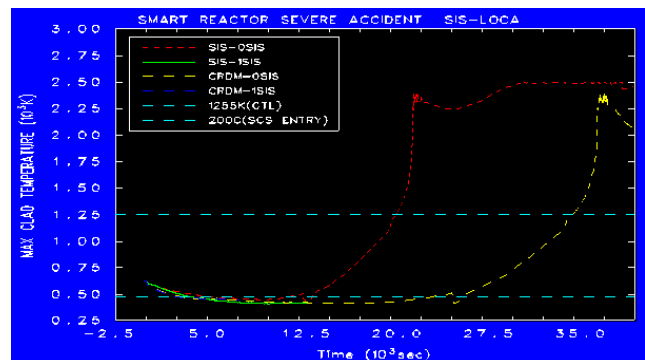 SMART REACTOR SEVERE ACCIDENT SIS-LOCA
3.00
2.75
2.50
2.25
2.00
1.75
1.50
1.25
1.00
0.75
0.50
0.25
MAX CLAD TEMPERATURE (10³K)
SIS-0SIS
SIS-1SIS
CRDM-0SIS
CRDM-1SIS
1255K(CTL)
200C(SCS ENTRY)
-2.5 5.0 12.5 20.0 27.5 35.0
Time (10³sec)